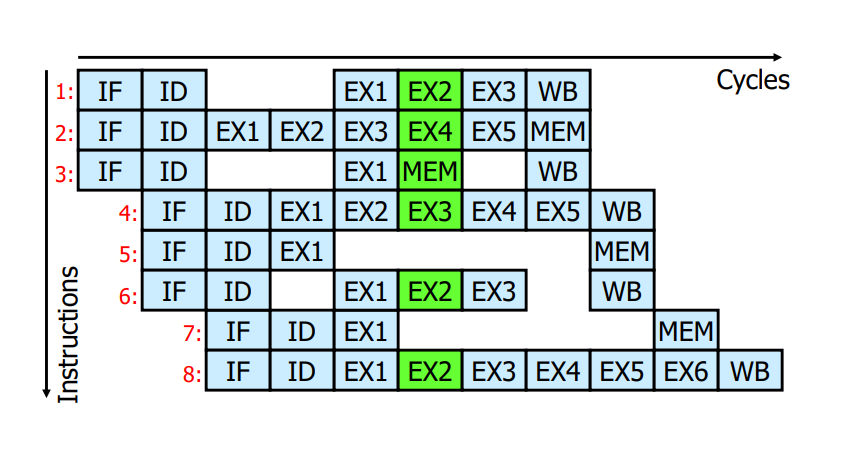 Cycles
Instructions
1: IF ID EX1 EX2 EX3 WB
2: IF ID EX1 EX2 EX3 EX4 EX5 MEM
3: IF ID EX1 MEM WB
4: IF ID EX1 EX2 EX3 EX4 EX5 WB
5: IF ID EX1 MEM
6: IF ID EX1 EX2 EX3 WB
7: IF ID EX1 MEM
8: IF ID EX1 EX2 EX3 EX4 EX5 EX6 WB